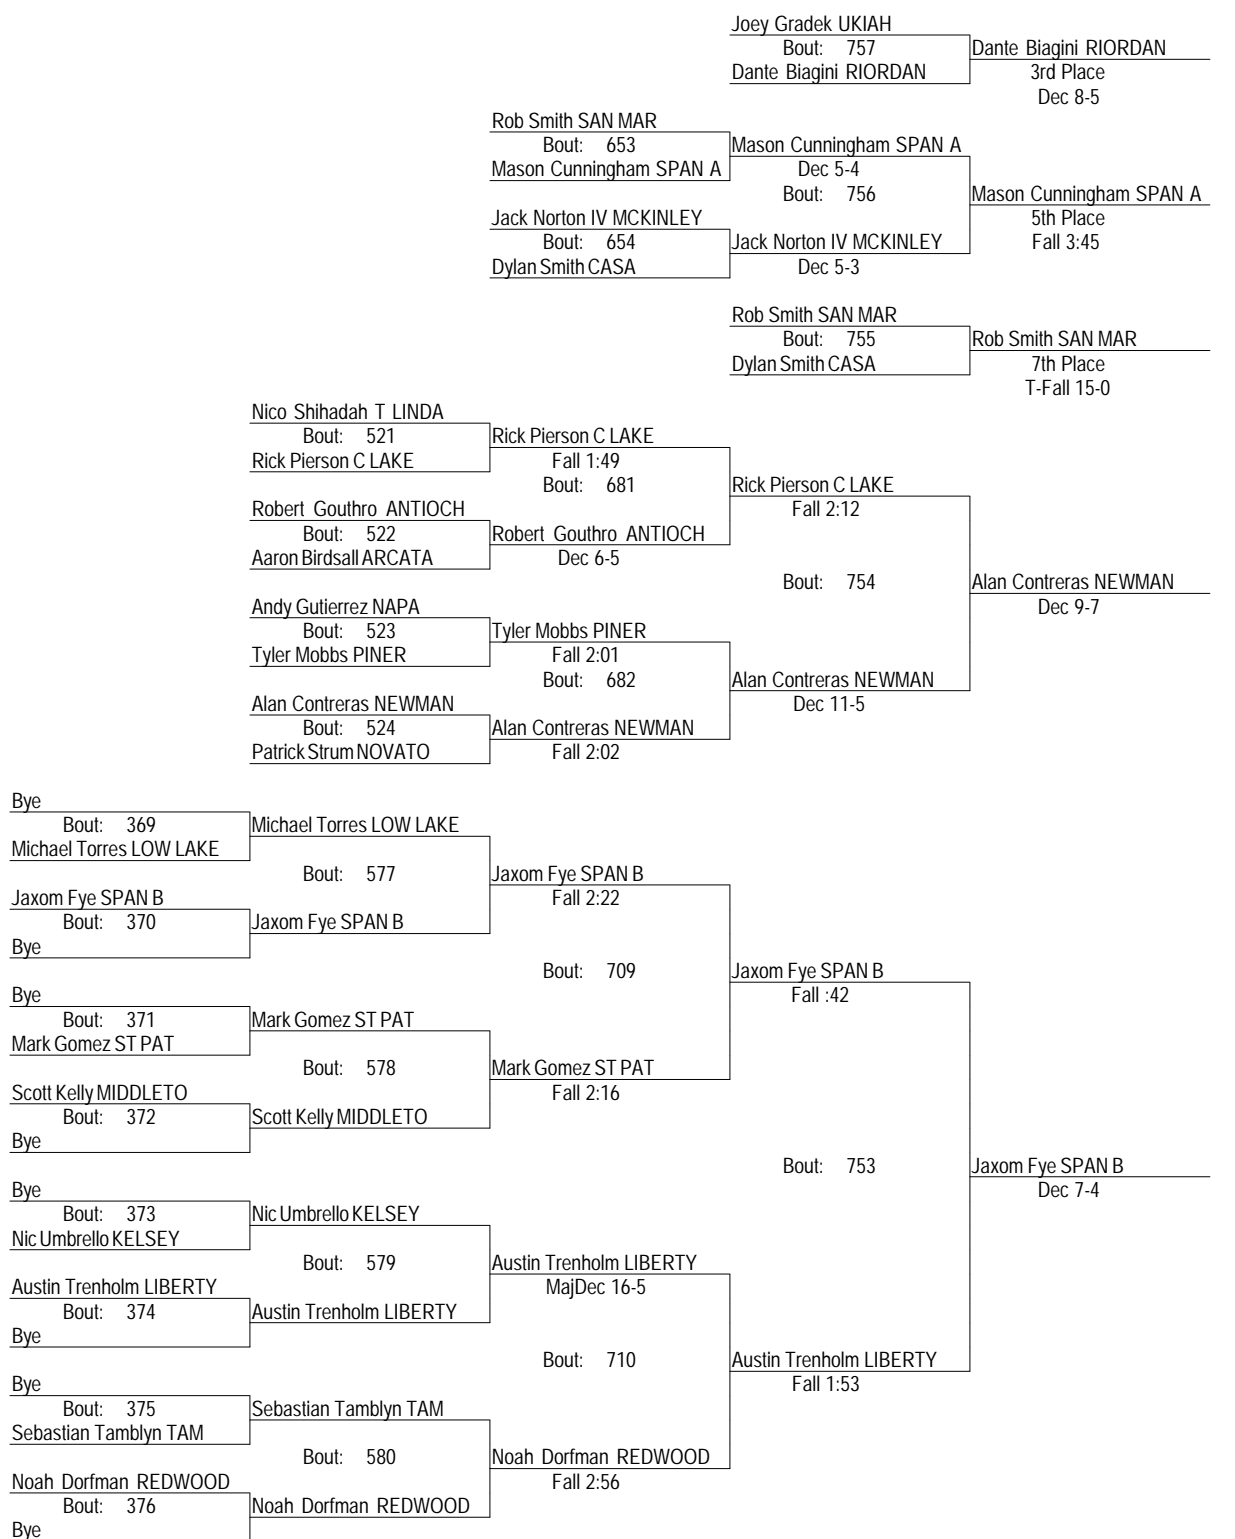 Joey Gradek UKIAH
Bout: 757 Dante Biagini RIORDAN
Dante Biagini RIORDAN 3rd Place
Dec 8-5
Rob Smith SAN MAR
Bout: 653 Mason Cunningham SPAN A
Mason Cunningham SPAN A Dec 5-4
Bout: 756 Mason Cunningham SPAN A
Jack Norton IV MCKINLEY 5th Place
Bout: 654 Jack Norton IV MCKINLEY Fall 3:45
Dylan Smith CASA Dec 5-3
Rob Smith SAN MAR
Bout: 755 Rob Smith SAN MAR
Dylan Smith CASA 7th Place
T-Fall 15-0
Nico Shihadah T LINDA
Bout: 521 Rick Pierson C LAKE
Rick Pierson C LAKE Fall 1:49
Bout: 681 Rick Pierson C LAKE
Robert Gouthro ANTIOCH Fall 2:12
Bout: 522 Robert Gouthro ANTIOCH
Aaron Birdsall ARCATA Dec 6-5
Bout: 754 Alan Contreras NEWMAN
Andy Gutierrez NAPA Dec 9-7
Bout: 523 Tyler Mobbs PINER
Tyler Mobbs PINER Fall 2:01
Bout: 682 Alan Contreras NEWMAN
Alan Contreras NEWMAN Dec 11-5
Bout: 524 Alan Contreras NEWMAN
Patrick Strum NOVATO Fall 2:02
Bye
Bout: 369 Michael Torres LOW LAKE
Michael Torres LOW LAKE
Bout: 577 Jaxom Fye SPAN B
Jaxom Fye SPAN B Fall 2:22
Bout: 370 Jaxom Fye SPAN B
Bye
Bout: 709 Jaxom Fye SPAN B
Bye Fall :42
Bout: 371 Mark Gomez ST PAT
Mark Gomez ST PAT
Bout: 578 Mark Gomez ST PAT
Scott Kelly MIDDLETO Fall 2:16
Bout: 372 Scott Kelly MIDDLETO
Bye
Bout: 753 Jaxom Fye SPAN B
Bye Dec 7-4
Bout: 373 Nic Umbrello KELSEY
Nic Umbrello KELSEY
Bout: 579 Austin Trenholm LIBERTY
Austin Trenholm LIBERTY MajDec 16-5
Bout: 374 Austin Trenholm LIBERTY
Bye
Bout: 710 Austin Trenholm LIBERTY
Bye Fall 1:53
Bout: 375 Sebastian Tamblyn TAM
Sebastian Tamblyn TAM
Bout: 580 Noah Dorfman REDWOOD
Noah Dorfman REDWOOD Fall 2:56
Bout: 376 Noah Dorfman REDWOOD
Bye